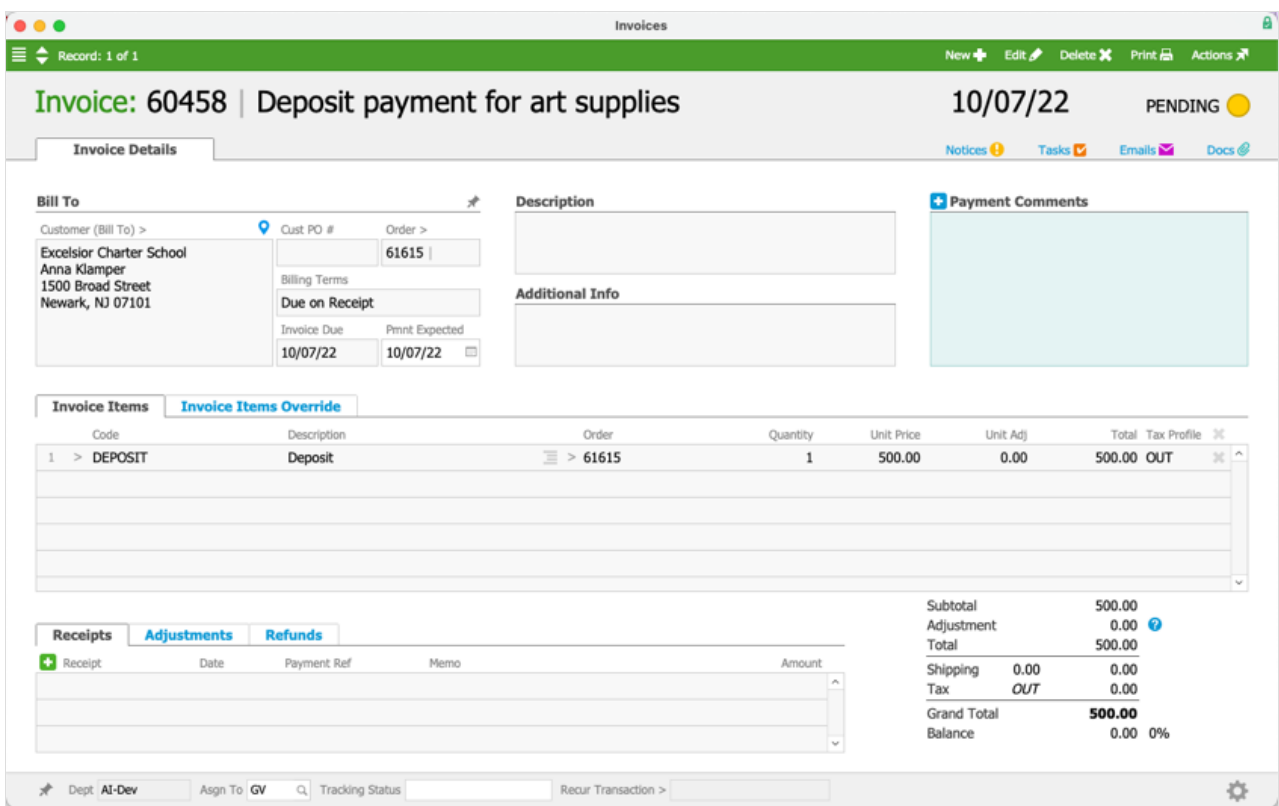 Invoices
Record: 1 of 1 New Edit Delete Print Actions
Invoice: 60458 | Deposit payment for art supplies 10/07/22 PENDING
Invoice Details Notices Tasks Emails Docs
Bill To Description Payment Comments
Customer (Bill To) > Cust PO # Order >
Excelsior Charter School 61615
Anna Klamper
1500 Broad Street Billing Terms
Newark, NJ 07101 Due on Receipt Additional Info
Invoice Due Pmnt Expected
10/07/22 10/07/22
Invoice Items Invoice Items Override
Code Description Order Quantity Unit Price Unit Adj Total Tax Profile
1 > DEPOSIT Deposit > 61615 1 500.00 0.00 500.00 OUT
Subtotal 500.00
Adjustment 0.00 ?
Total 500.00
Shipping 0.00 0.00
Tax OUT 0.00
Grand Total 500.00
Balance 0.00 0%
Receipts Adjustments Refunds
Receipt Date Payment Ref Memo Amount
Dept AI-Dev Asgn To GV Tracking Status Recur Transaction >